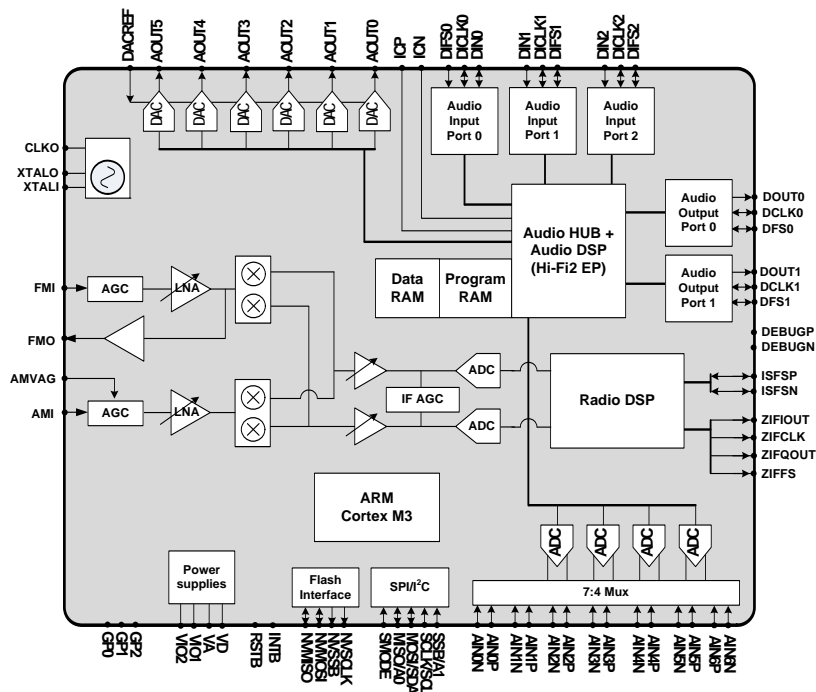 DACREF
AOUT5
AOUT4
AOUT3
AOUT2
AOUT1
AOUT0
ICP
ICN
DIFS0
DICLK0
DIN0
DIN1
DICLK1
DIFS1
DIN2
DICLK2
DIFS2
DAC
DAC
DAC
DAC
DAC
DAC
Audio
Input
Port 0
Audio
Input
Port 1
Audio
Input
Port 2
CLKO
XTALO
XTALI
Audio HUB +
Audio DSP
(Hi-Fi2 EP)
Audio
Output
Port 0
DOUT0
DCLK0
DFS0
Data
RAM
Program
RAM
Audio
Output
Port 1
DOUT1
DCLK1
DFS1
FMI
AGC
LNA
FMO
DEBUGP
DEBUGN
AMVAG
AMI
AGC
LNA
ADC
IF AGC
ADC
Radio DSP
ISFSP
ISFSN
ZIFIOUT
ZIFCLK
ZIFQOUT
ZIFFS
ARM
Cortex M3
ADC
ADC
ADC
ADC
7:4 Mux
Power
supplies
Flash
Interface
SPI/I²C
GP0
GP1
GP2
VIO2
VIO1
VA
VD
RSTB
INTB
NVMISO
NVMOSI
NVSSB
NVSCLK
SMODE
MISO/A0
MOSI/SDA
SCLK/SCL
SSB/A1
AIN0N
AIN0P
AIN1N
AIN1P
AIN2N
AIN2P
AIN3N
AIN3P
AIN4N
AIN4P
AIN5N
AIN5P
AIN6P
AIN6N